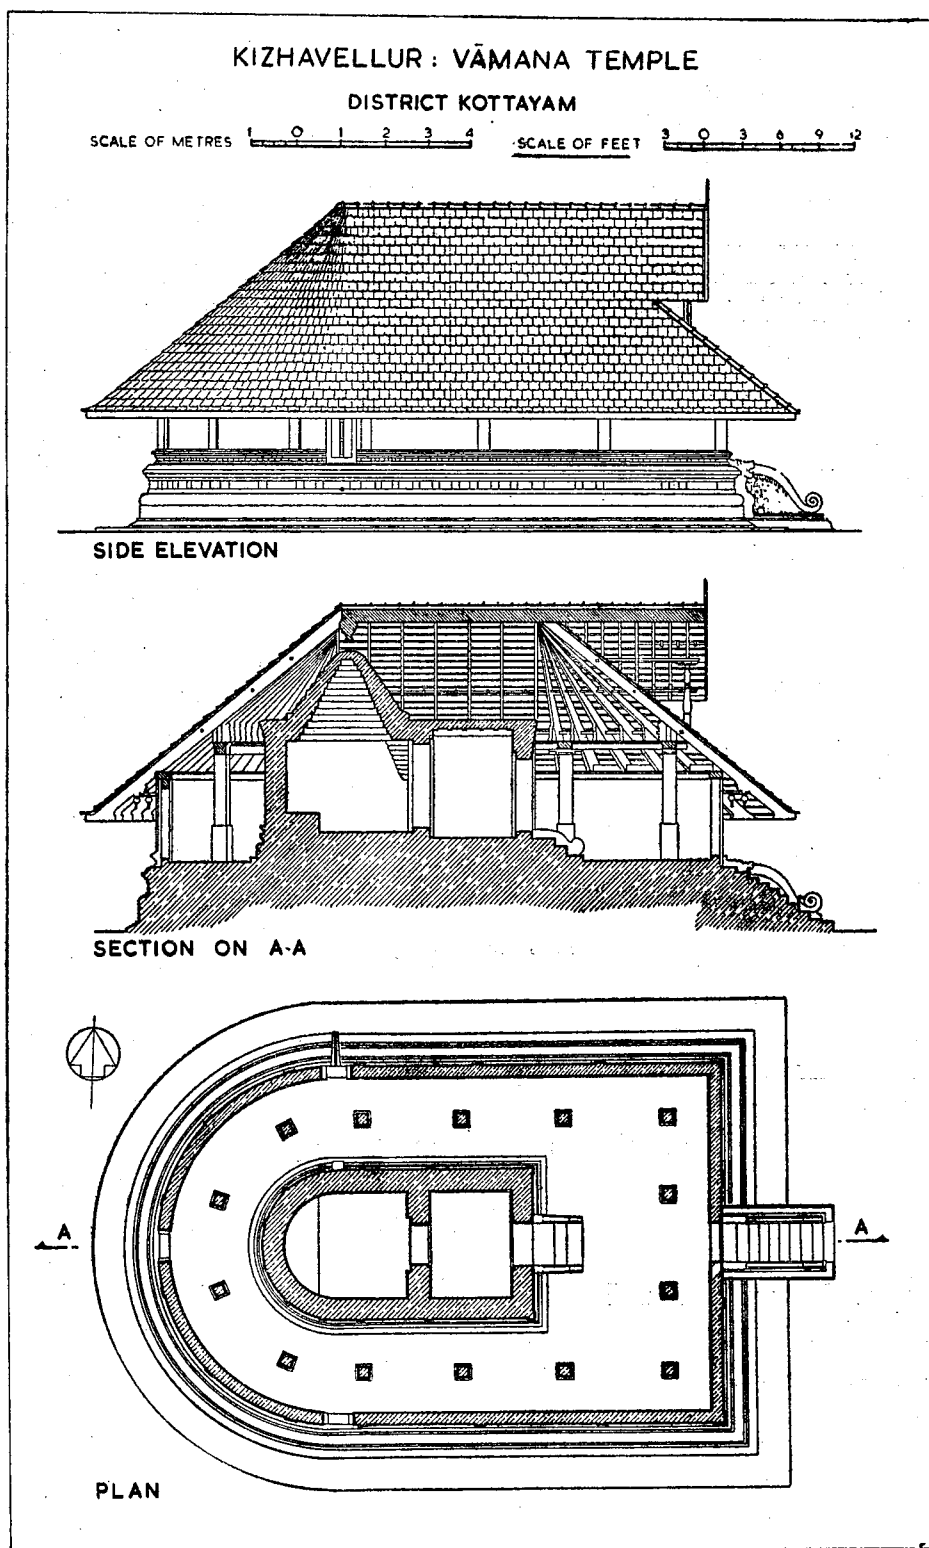 KIZHAVELLUR : VĀMANA TEMPLE
DISTRICT KOTTAYAM
SCALE OF METRES 1 0 1 2 3 4 SCALE OF FEET 3 0 3 6 9 12
SIDE ELEVATION
SECTION ON A-A
A A
PLAN